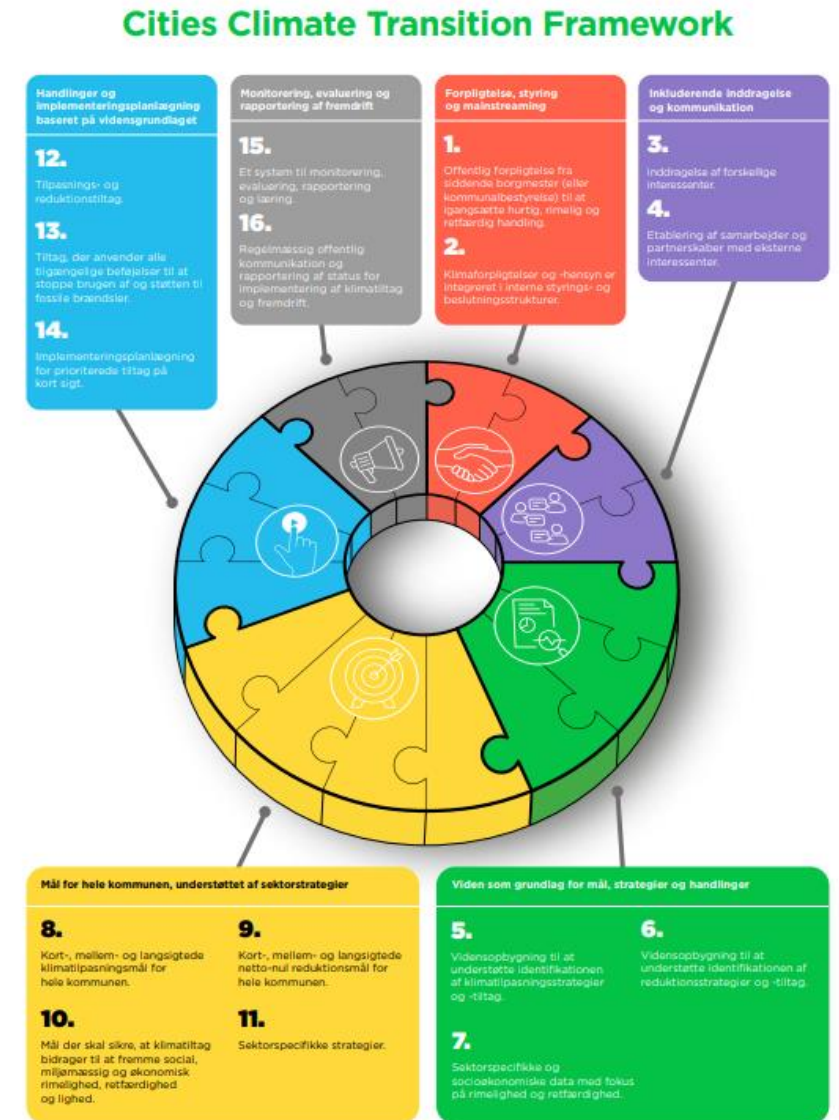 Cities Climate Transition Framework
Handlinger og
implementeringsplanlægning
baseret på vidensgrundlaget
12.
Tilpasnings- og
reduktionstiltag.
13.
Tiltag, der anvender alle
tilgængelige beføjelser til at
stoppe brugen af og støtten til
fossile brændsler.
14.
Implementeringsplanlægning
for prioriterede tiltag på
kort sigt.
Monitorering, evaluering og
rapportering af fremdrift
15.
Et system til monitorering,
evaluering, rapportering
og læring.
16.
Regelmæssig offentlig
kommunikation og
rapportering af status for
implementering af klimatiltag
og fremdrift.
Forpligtelse, styring
og mainstreaming
1.
Offentlig forpligtelse fra
siddende borgmester (eller
kommunalbestyrelse) til at
igangsætte hurtig, rimelig og
retfærdig handling.
2.
Klimaforpligtelser og -hensyn er
integreret i interne styrings- og
beslutningsstrukturer.
Inkluderende inddragelse
og kommunikation
3.
Inddragelse af forskellige
interessenter.
4.
Etablering af samarbejder og
partnerskaber med eksterne
interessenter.
Mål for hele kommunen, understøttet af sektorstrategier
8.
Kort-, mellem- og langsigtede
klimatilpasningsmål for
hele kommunen.
9.
Kort-, mellem- og langsigtede
netto-nul reduktionsmål for
hele kommunen.
10.
Mål der skal sikre, at klimatiltag
bidrager til at fremme social,
miljømæssig og økonomisk
rimelighed, retfærdighed
og lighed.
11.
Sektorspecifikke strategier.
Viden som grundlag for mål, strategier og handlinger
5.
Vidensopbygning til at
understøtte identifikationen
af klimatilpasningsstrategier
og -tiltag.
6.
Vidensopbygning til at
understøtte identifikationen af
reduktionsstrategier og -tiltag.
7.
Sektorspecifikke og
socioøkonomiske data med fokus
på rimelighed og retfærdighed.